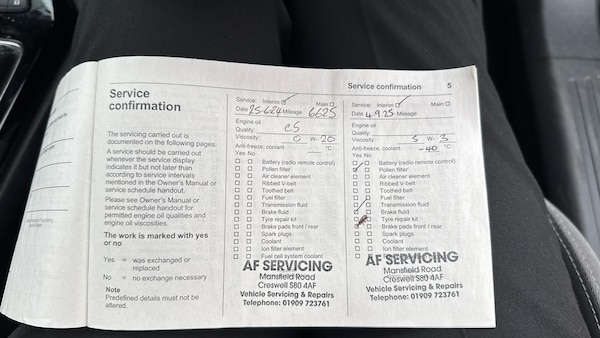 Service confirmation 5
Service
confirmation
The servicing carried out is
documented on the following pages.
A service should be carried out
whenever the service display
indicates it but not later than
according to service intervals
mentioned in the Owner's Manual or
service schedule handout.
Please see Owner's Manual or
service schedule handout for
permitted engine oil qualities and
engine oil viscosities.
The work is marked with yes
or no
Yes = was exchanged or
replaced
No = no exchange necessary
Note
Predefined details must not be
altered.
Service: Interim Main
Date 25-6-24 Mileage 6625
Engine oil:
Quality: C5
Viscosity: 0 W- 20
Anti-freeze, coolant °C
Yes No
Battery (radio remote control)
Pollen filter
Air cleaner element
Ribbed V-belt
Toothed belt
Fuel filter
Transmission fluid
Brake fluid
Tyre repair kit
Brake pads front / rear
Spark plugs
Coolant
Ion filter element
Fuel cell system coolant
AF SERVICING
Mansfield Road
Creswell S80 4AF
Vehicle Servicing & Repairs
Telephone: 01909 723761
Service: Interim Main
Date 4.9.25 Mileage
Engine oil
Quality:
Viscosity: 5 W- 3
Anti-freeze, coolant -40 °C
Yes No
Battery (radio remote control)
Pollen filter
Air cleaner element
Ribbed V-belt
Toothed belt
Fuel filter
Transmission fluid
Brake fluid
Tyre repair kit
Brake pads front / rear
Spark plugs
Coolant
Ion filter element
AF SERVICING
Mansfield Road
Creswell S80 4AF
Vehicle Servicing & Repairs
Telephone: 01909 723761